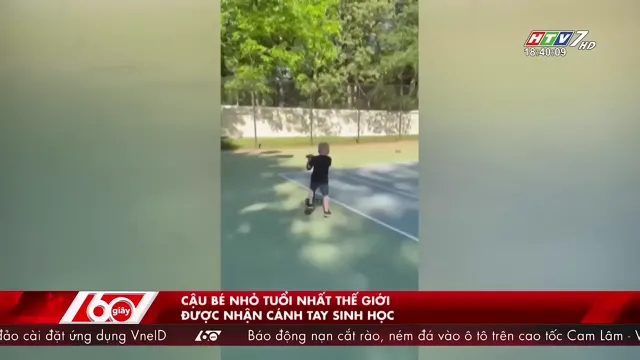 HTV7 HD
18:40:09
60 giây
CẬU BÉ NHỎ TUỔI NHẤT THẾ GIỚI
ĐƯỢC NHẬN CÁNH TAY SINH HỌC
đảo cài đặt ứng dụng VneID 60 Báo động nạn cắt rào, ném đá vào ô tô trên cao tốc Cam Lâm - V